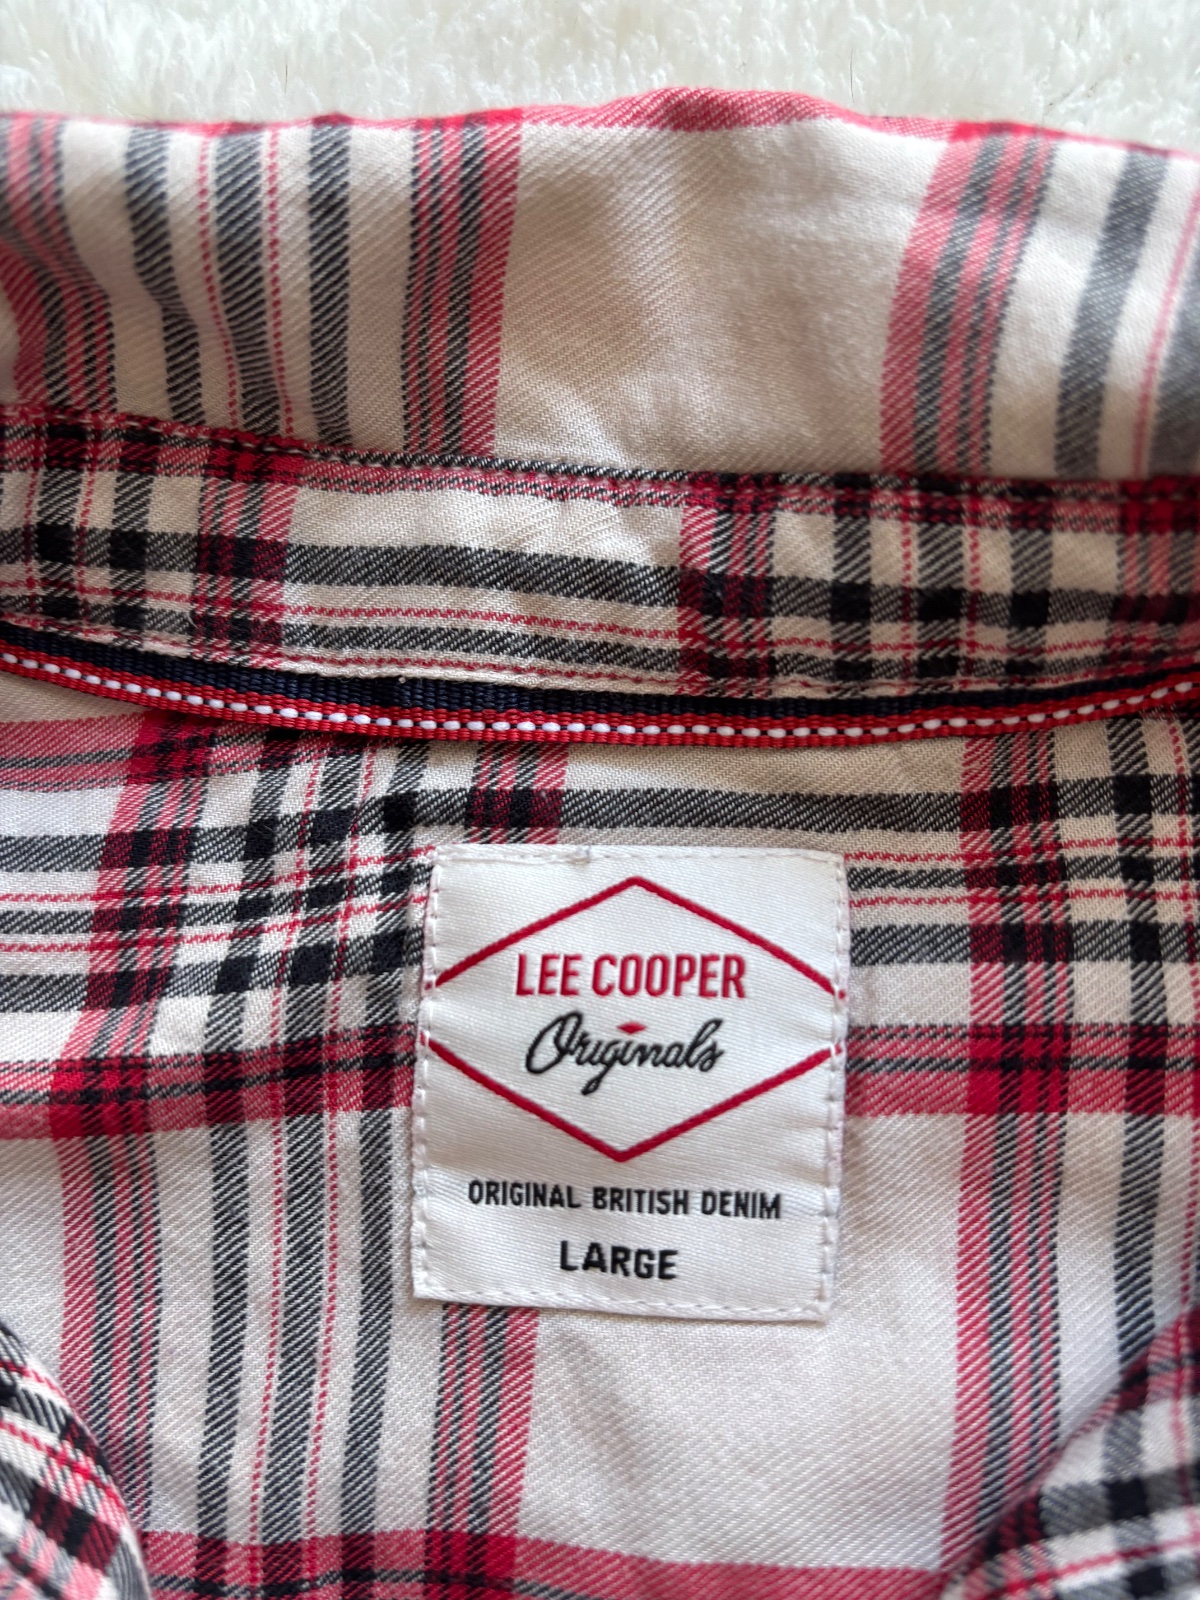 LEE COOPER
Originals
ORIGINAL BRITISH DENIM
LARGE